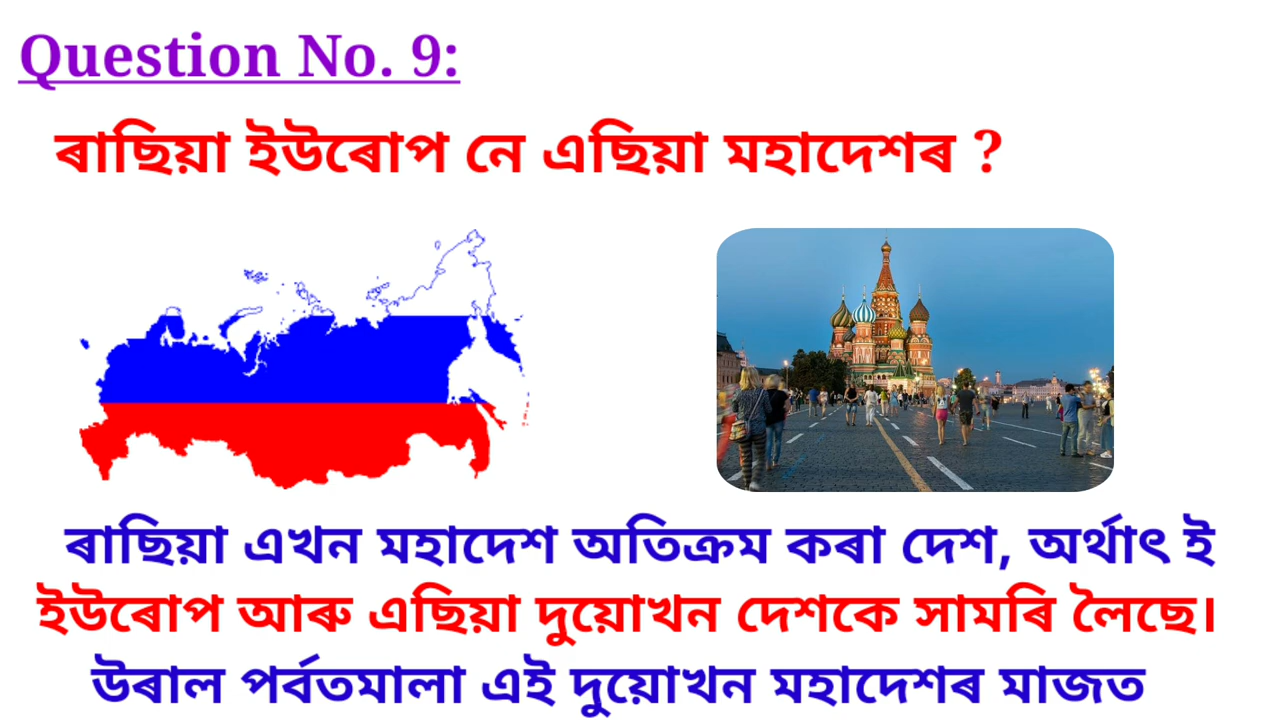 Question No. 9:
ৰাছিয়া ইউৰোপ নে এছিয়া মহাদেশৰ ?
ৰাছিয়া এখন মহাদেশ অতিক্ৰম কৰা দেশ, অৰ্থাৎ ই
ইউৰোপ আৰু এছিয়া দুয়োখন দেশকে সামৰি লৈছে।
উৰাল পৰ্বতমালা এই দুয়োখন মহাদেশৰ মাজত